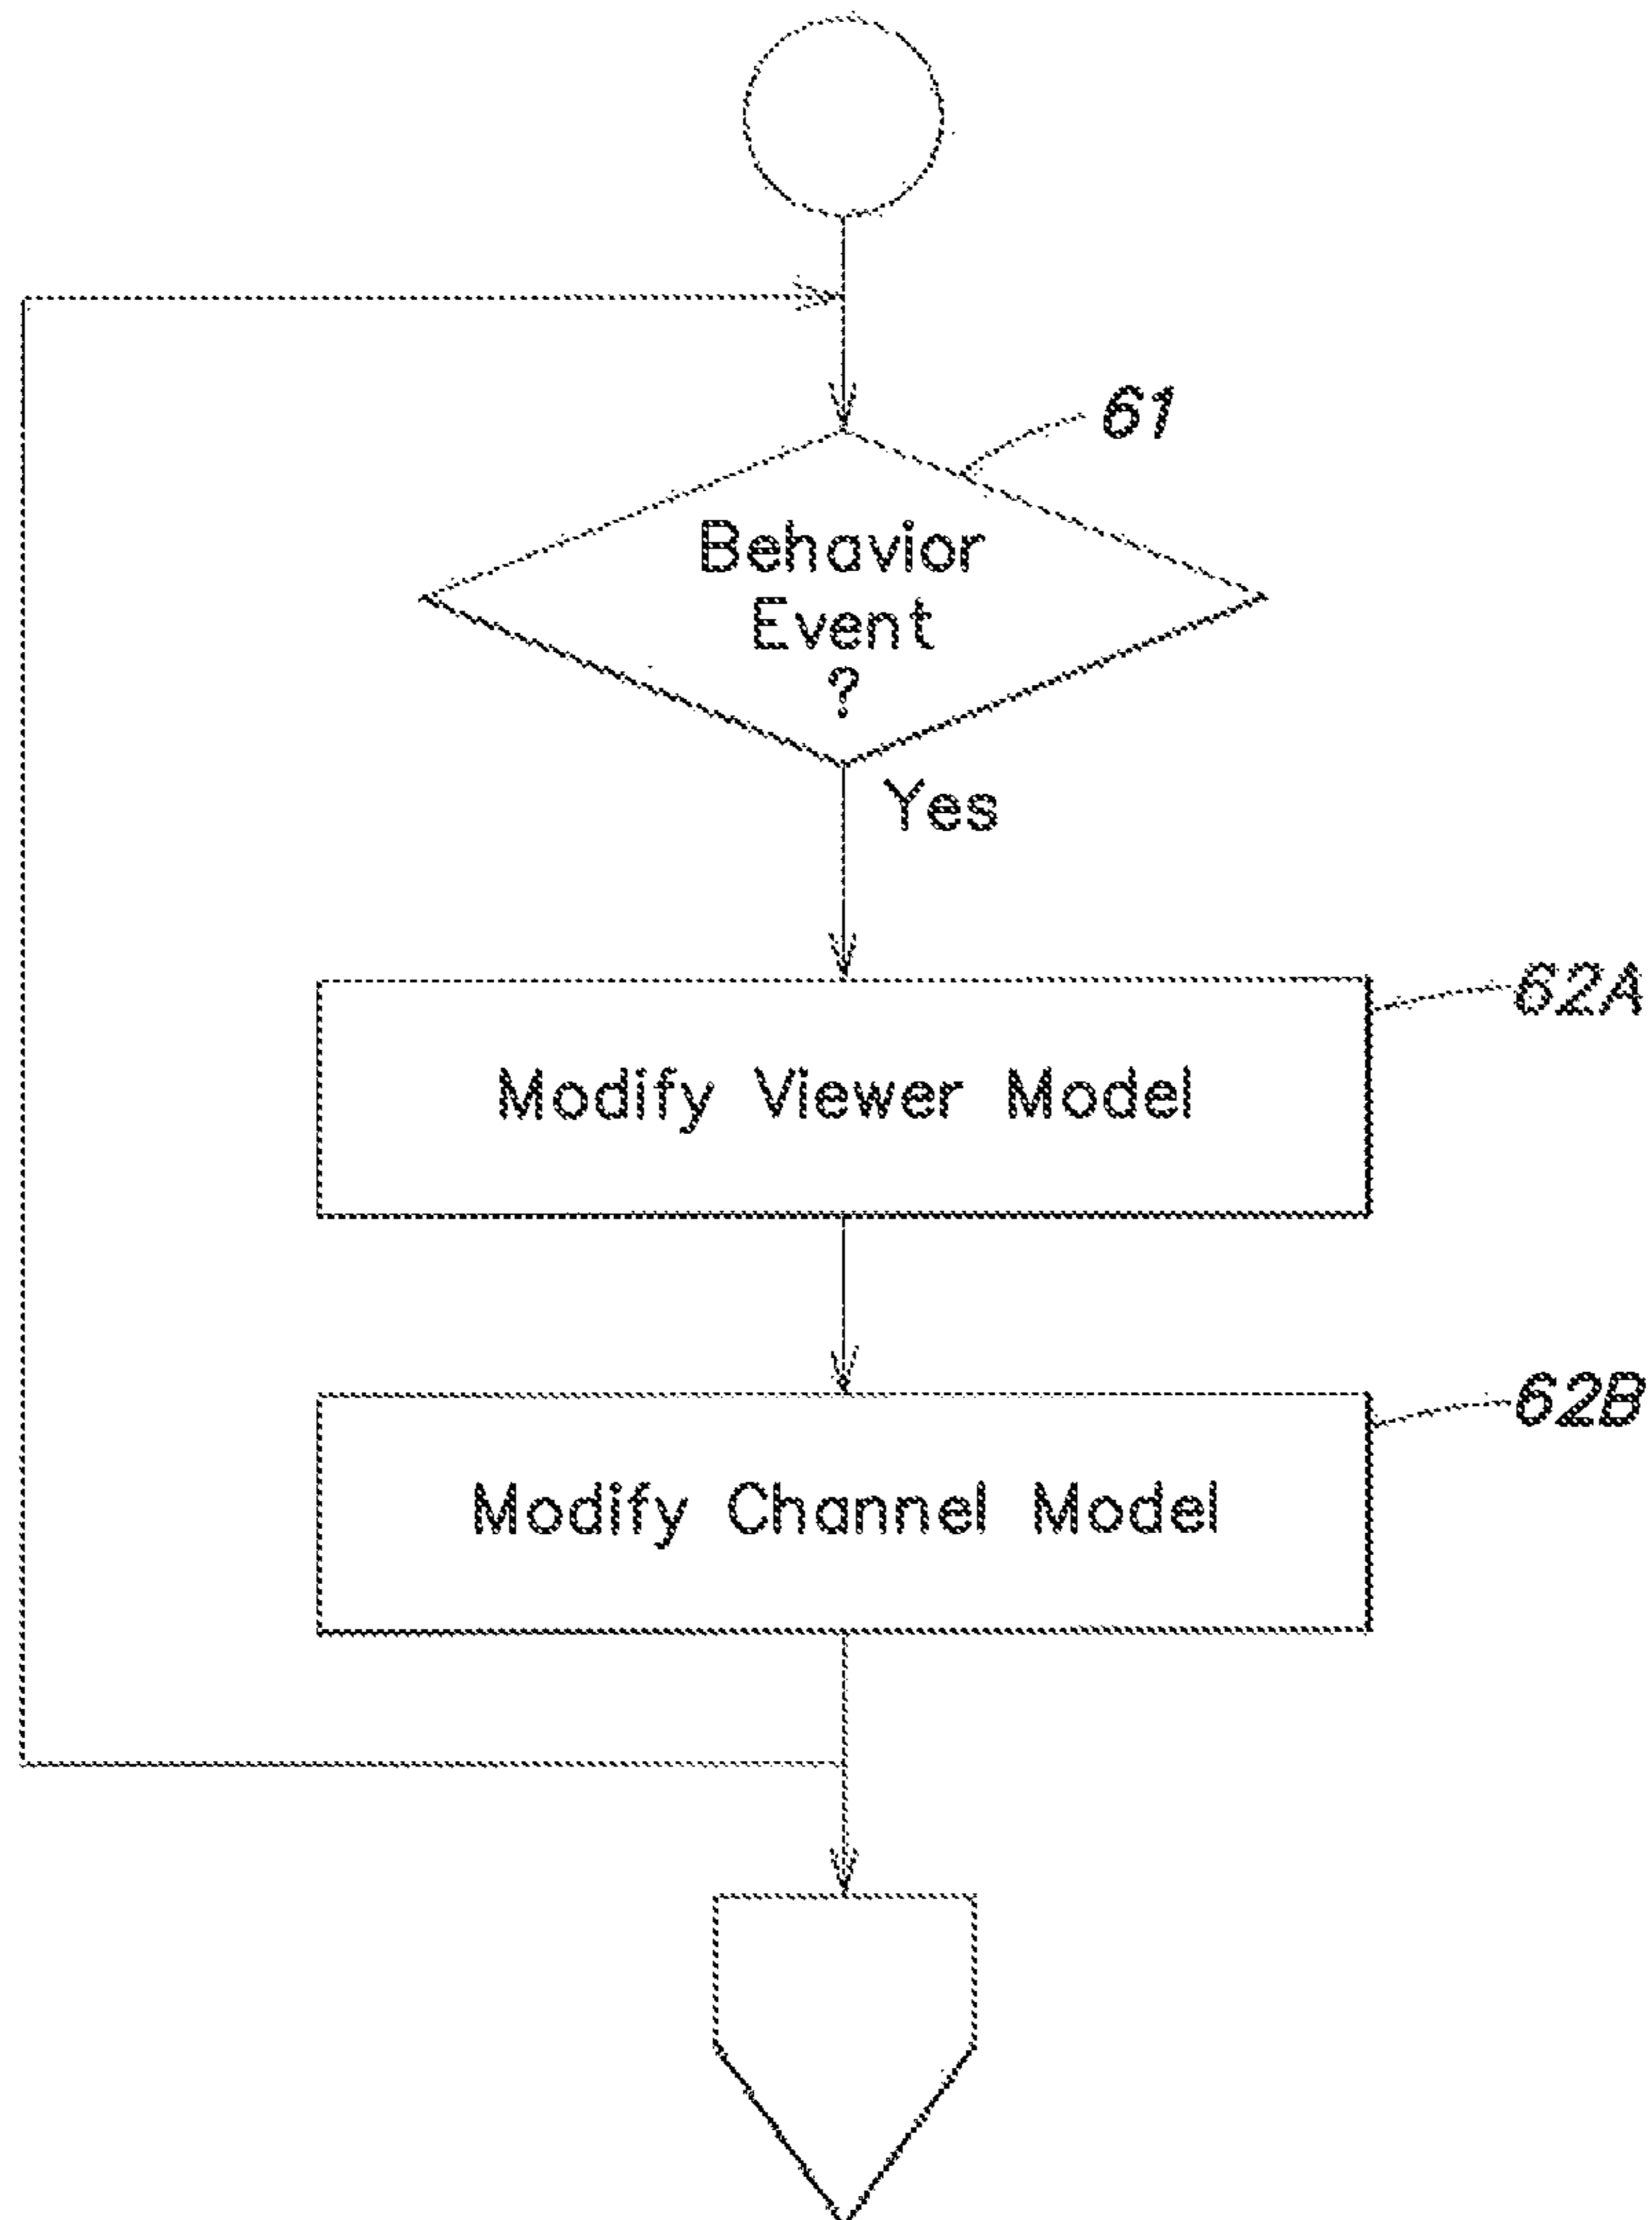 61
Behavior
Event
?
Yes
62A
Modify Viewer Model
62B
Modify Channel Model